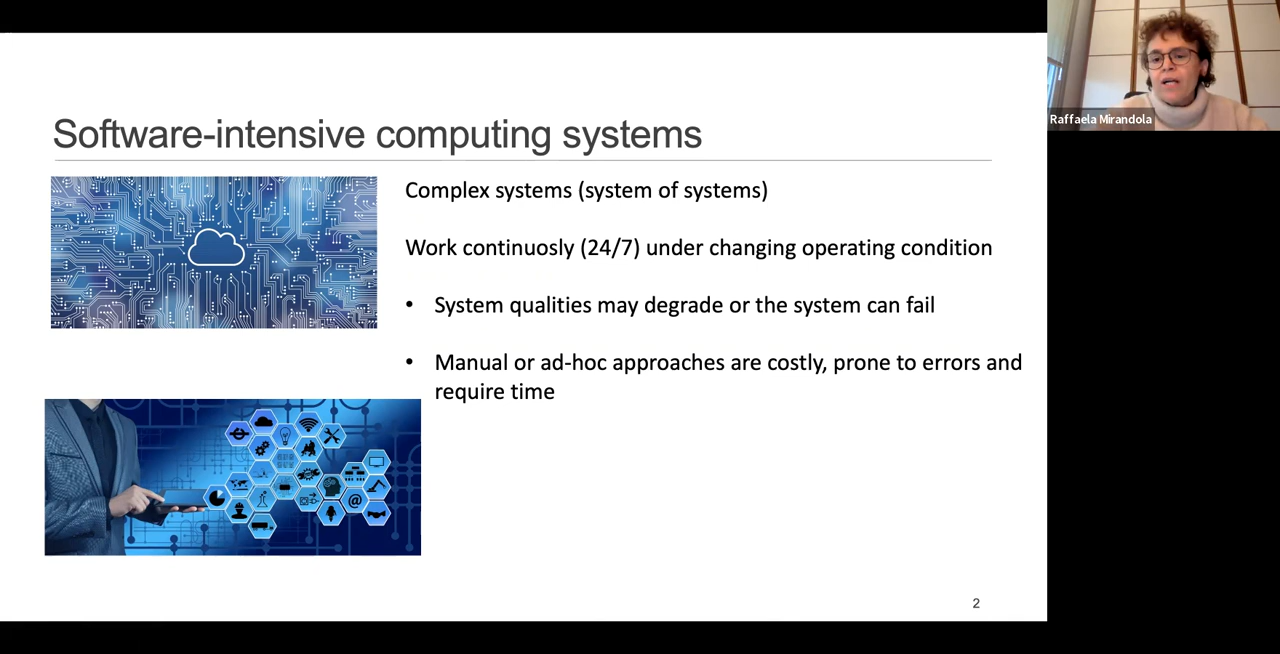 Software-intensive computing systems
Complex systems (system of systems)
Work continuosly (24/7) under changing operating condition
• System qualities may degrade or the system can fail
• Manual or ad-hoc approaches are costly, prone to errors and
require time
@
2
Raffaela Mirandola